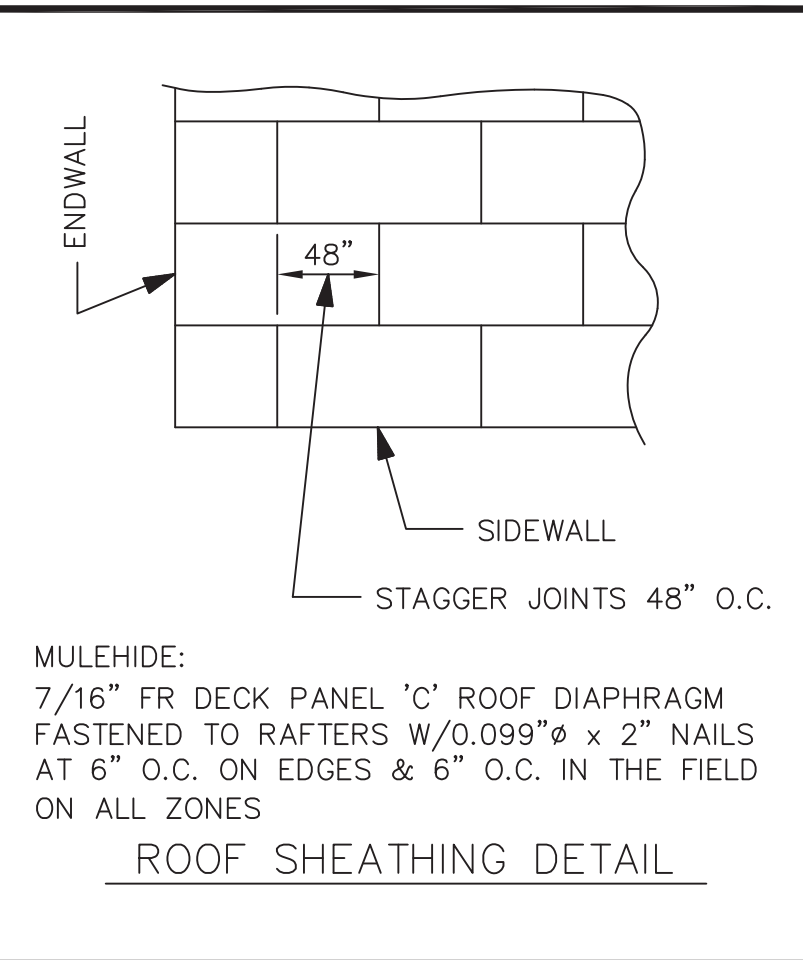 ENDWALL
48”
SIDEWALL
STAGGER JOINTS 48” O.C.
MULEHIDE:
7/16” FR DECK PANEL 'C' ROOF DIAPHRAGM
FASTENED TO RAFTERS W/0.099”ø x 2” NAILS
AT 6” O.C. ON EDGES & 6” O.C. IN THE FIELD
ON ALL ZONES
ROOF SHEATHING DETAIL